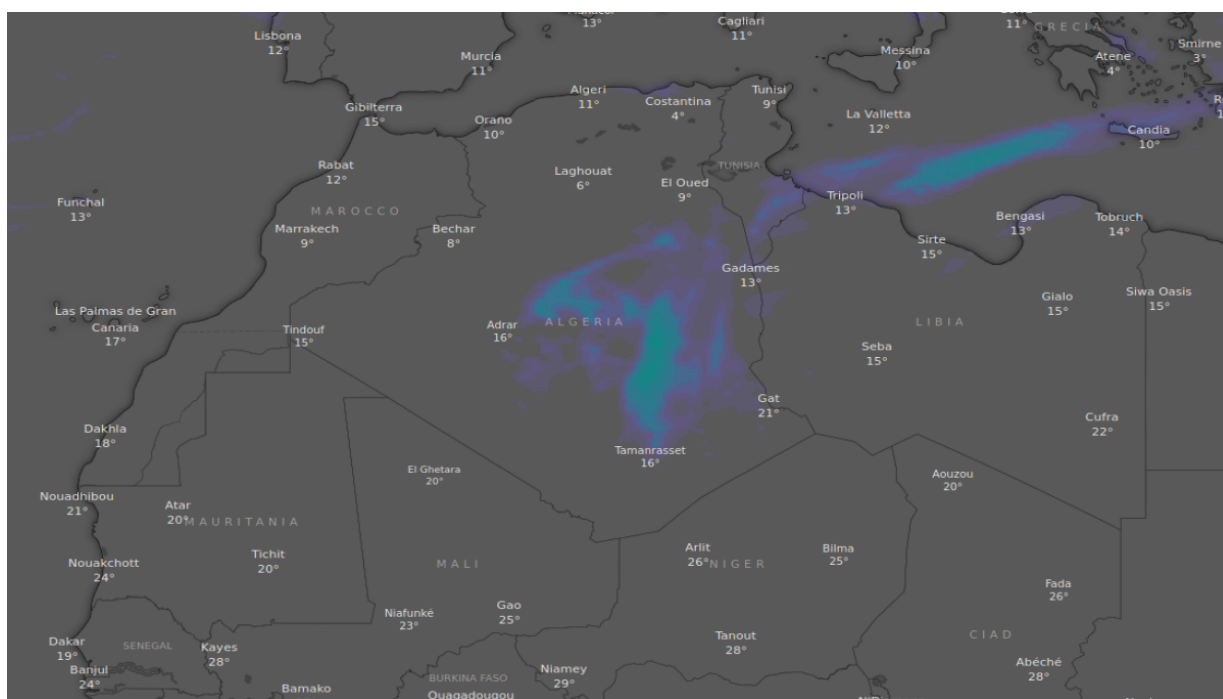 11°
GRECIA
Lisbona
12°
13°
Cagliari
11°
Murcia
11°
Messina
10°
Atene
4°
Smirne
3°
Gibilterra
15°
Algeri
11°
Costantina
4°
Tunisi
9°
Orano
10°
La Valletta
12°
Candia
10°
Rabat
12°
Laghouat
6°
TUNISIA
El Oued
9°
Funchal
13°
MAROCCO
Marrakech
9°
Bechar
8°
Tripoli
13°
Bengasi
13°
Tobruch
14°
Sirte
15°
Gadames
13°
Las Palmas de Gran
Canaria
17°
Tindouf
15°
Adrar
16°
ALGERIA
LIBIA
Gialo
15°
Siwa Oasis
15°
Seba
15°
Gat
21°
Cufra
22°
Dakhla
18°
Tamanrasset
16°
El Ghetara
20°
Aouzou
20°
Nouadhibou
21°
Atar
20°
MAURITANIA
Tichit
20°
Nouakchott
24°
MALI
Arlit
26°
NIGER
Bilma
25°
Fada
26°
Niafunké
23°
Gao
25°
Tanout
28°
CIAD
Dakar
19°
SENEGAL
Kayes
28°
Banjul
24°
Bamako
BURKINA FASO
Ouagadougou
Niamey
29°
Abéché
28°